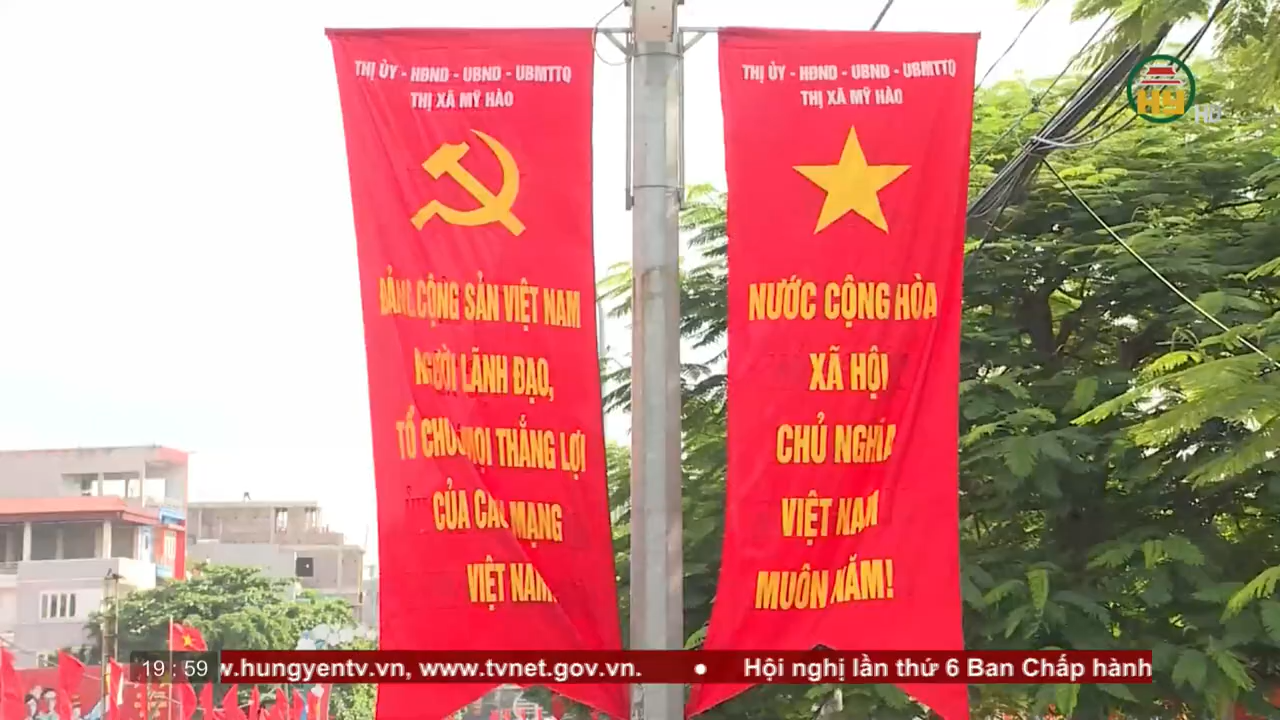 THỊ ỦY - HĐND - UBND - UBMTTQ
THỊ XÃ MỸ HÀO
ĐẢNG CỘNG SẢN VIỆT NAM
NGƯỜI LÃNH ĐẠO,
TỔ CHỨC MỌI THẮNG LỢI
CỦA CÁCH MẠNG
VIỆT NAM
THỊ ỦY - HĐND - UBND - UBMTTQ
THỊ XÃ MỸ HÀO
NƯỚC CỘNG HÒA
XÃ HỘI
CHỦ NGHĨA
VIỆT NAM
MUÔN NĂM!
HY HD
19 : 59 w.hungyentv.vn, www.tvnet.gov.vn. • Hội nghị lần thứ 6 Ban Chấp hành